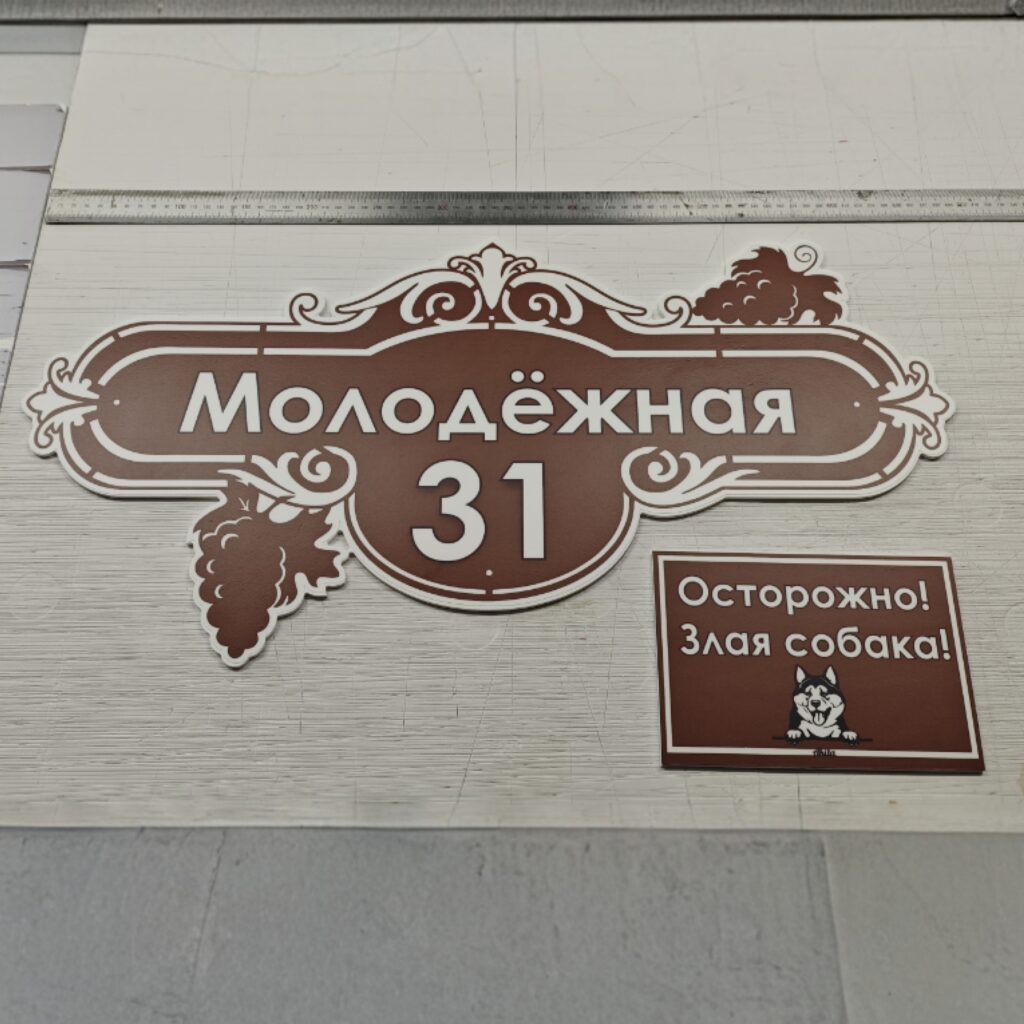 Молодёжная
31
Осторожно!
Злая собака!